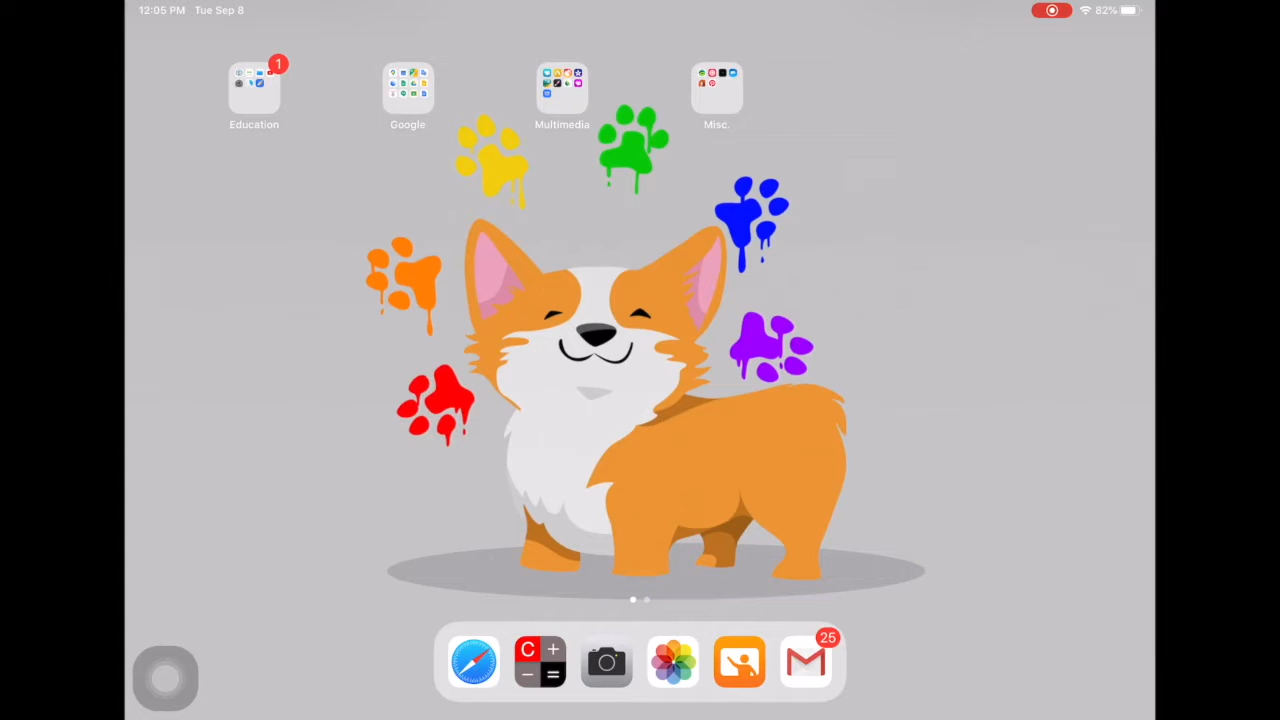 12:05 PM Tue Sep 8
82%
1
Education
Google
Multimedia
Misc.
C + − =
25